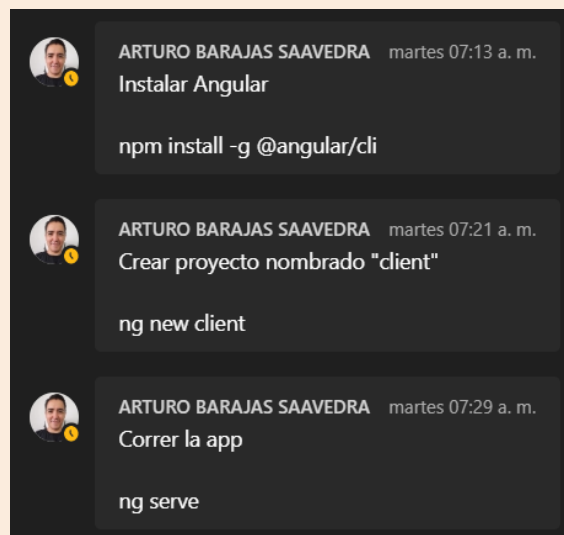 ARTURO BARAJAS SAAVEDRA martes 07:13 a. m.
Instalar Angular
npm install -g @angular/cli
ARTURO BARAJAS SAAVEDRA martes 07:21 a. m.
Crear proyecto nombrado "client"
ng new client
ARTURO BARAJAS SAAVEDRA martes 07:29 a. m.
Correr la app
ng serve